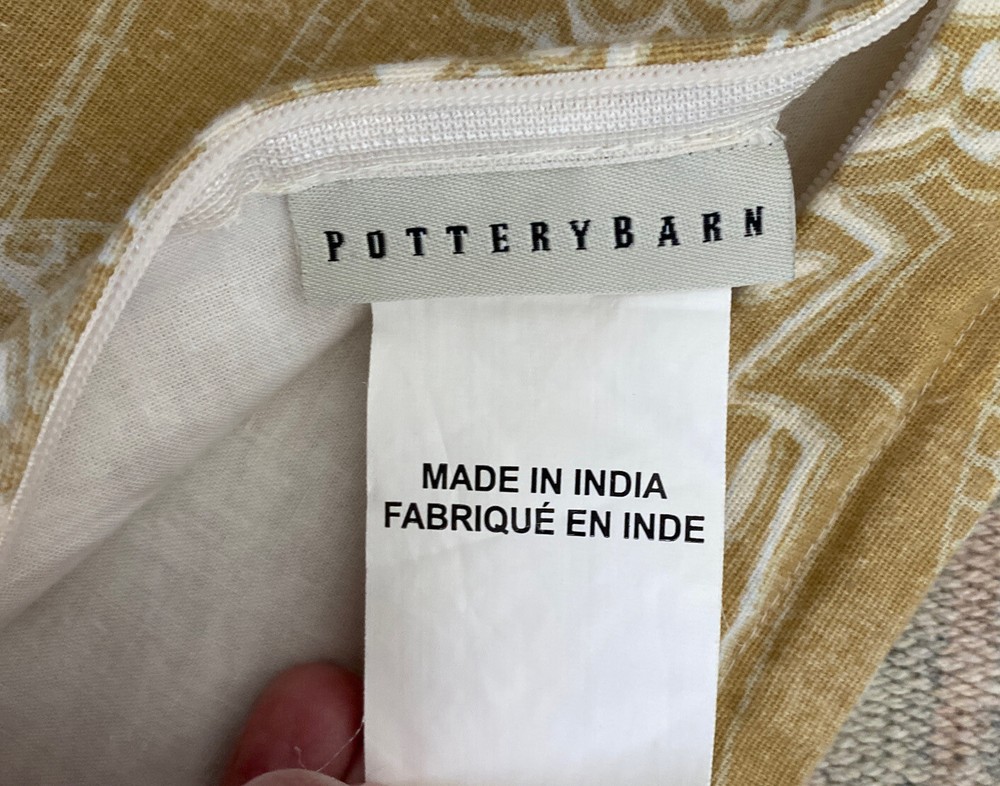 POTTERYBARN
MADE IN INDIA
FABRIQUÉ EN INDE